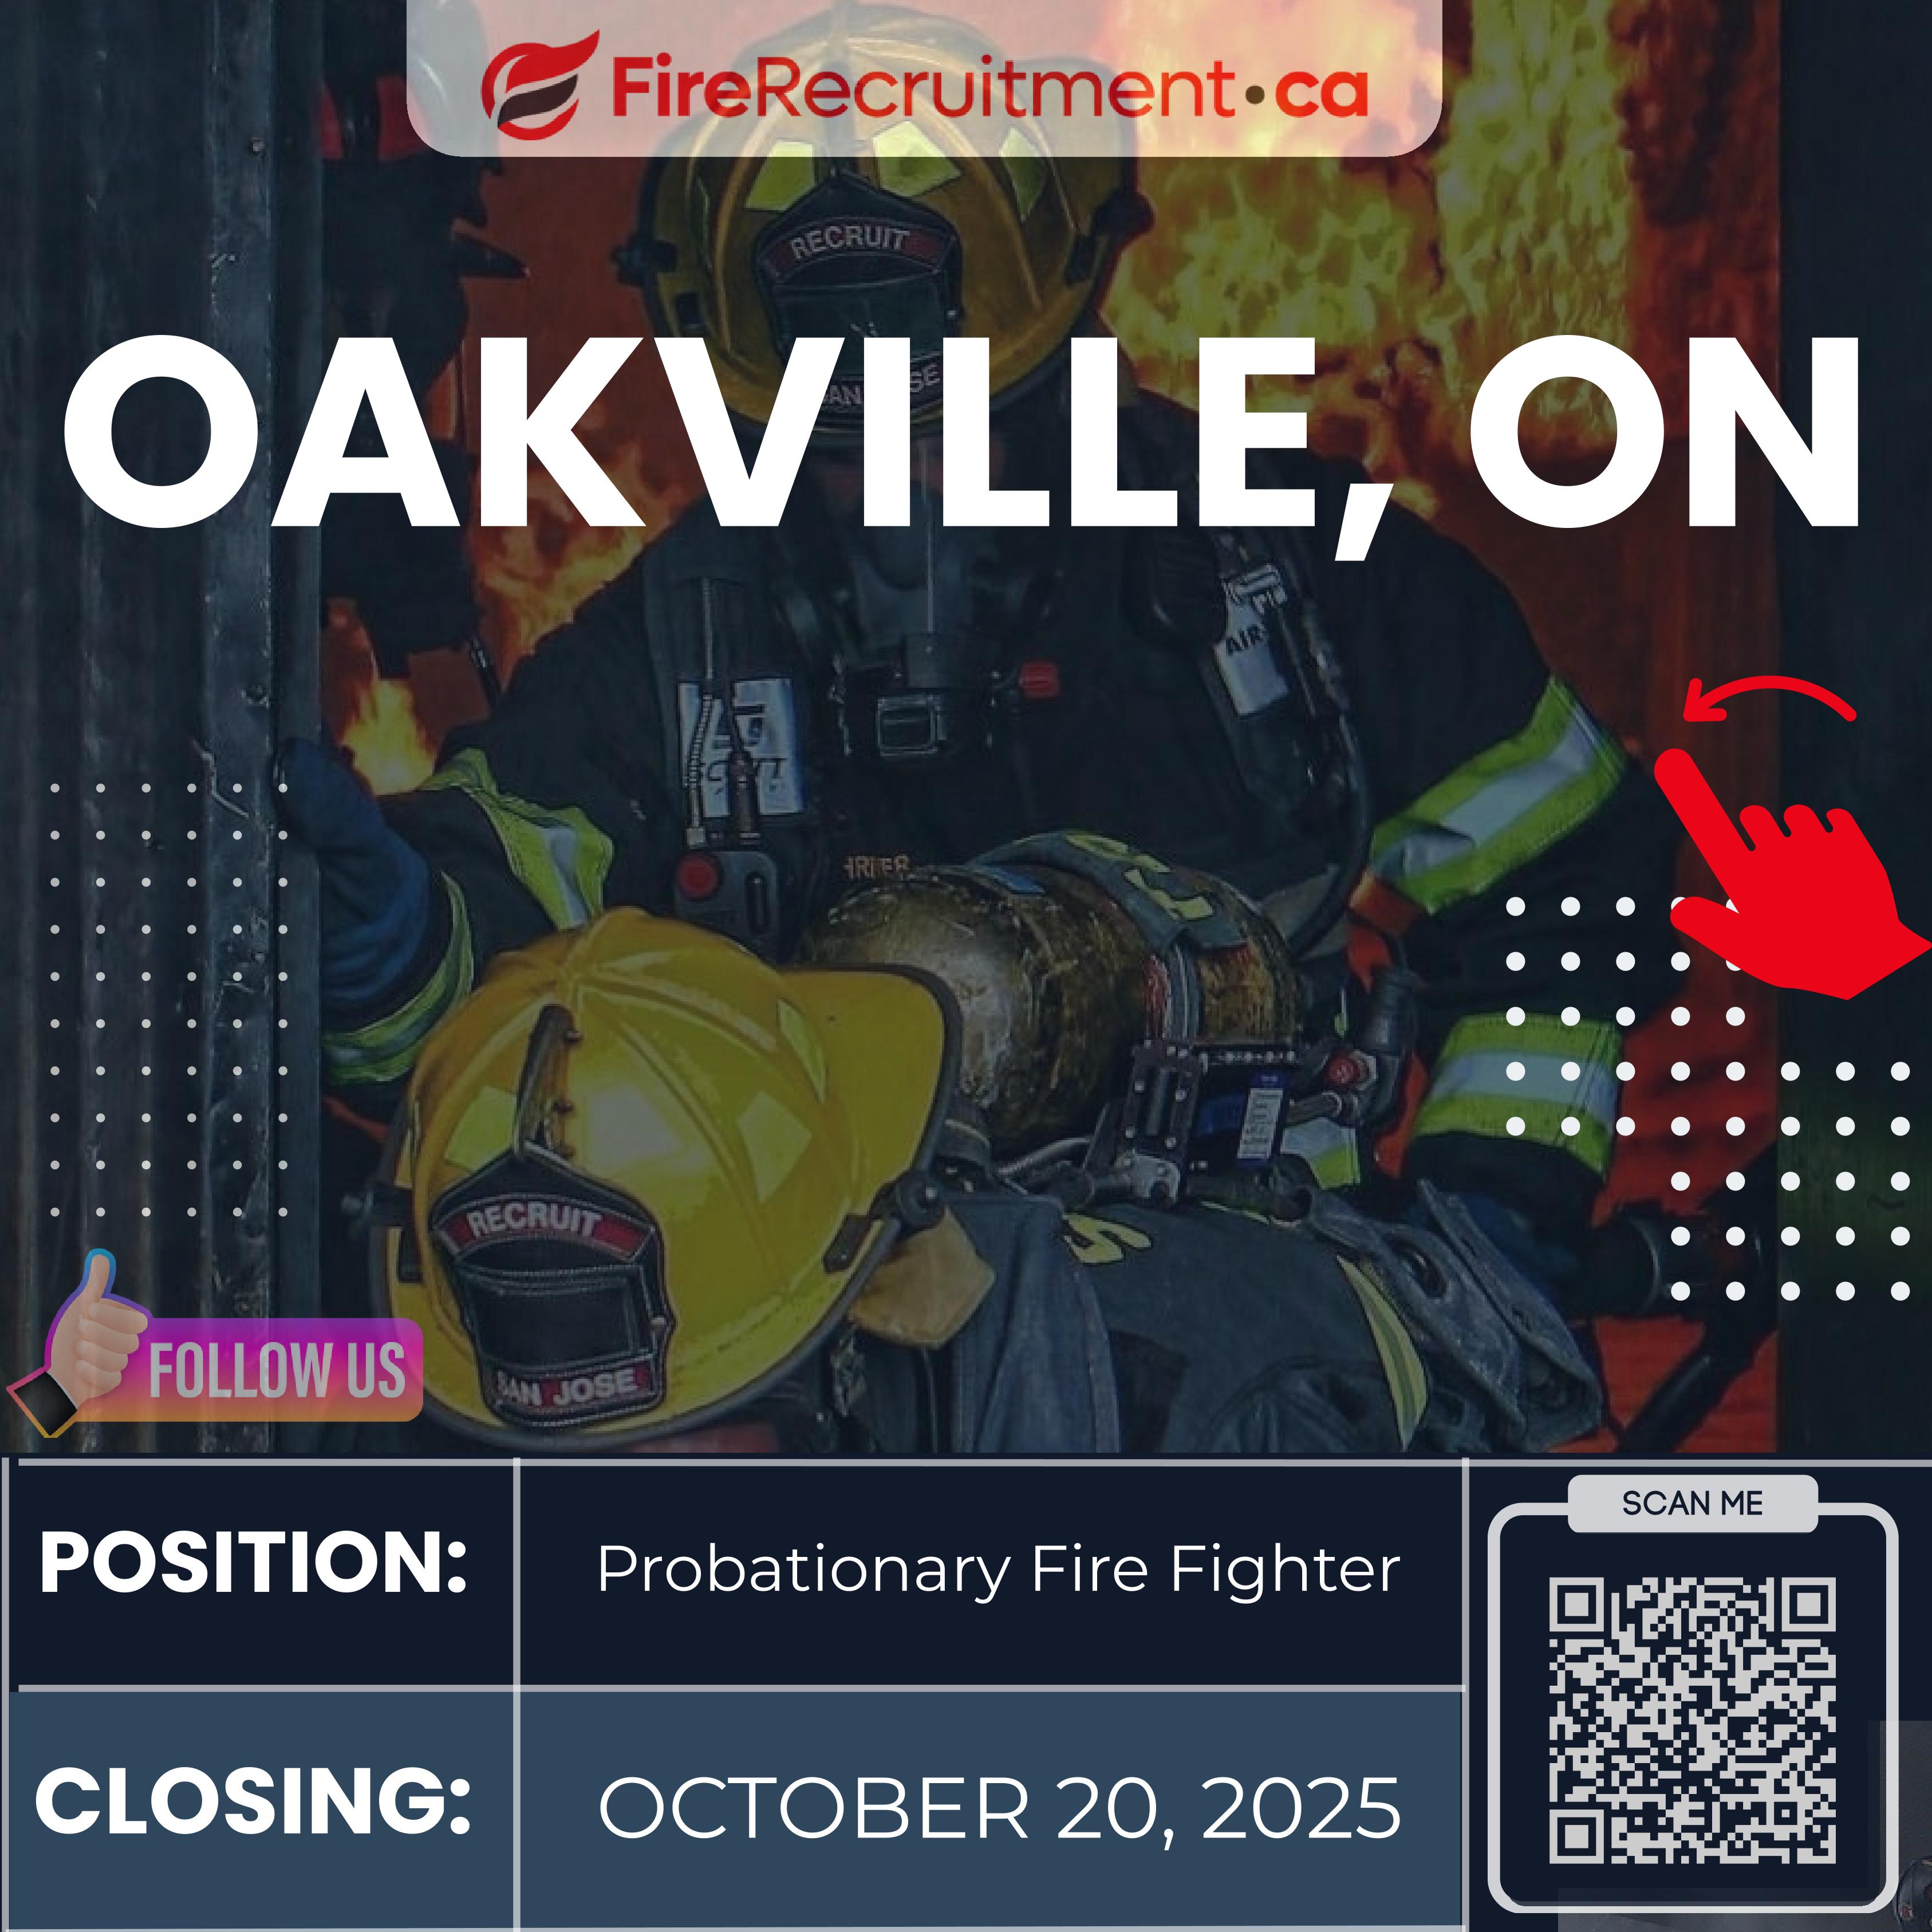 FireRecruitment•ca
RECRUIT
OAKVILLE, ON
AIR
RECRUIT
SAN JOSE
FOLLOW US
POSITION:
Probationary Fire Fighter
SCAN ME
CLOSING:
OCTOBER 20, 2025